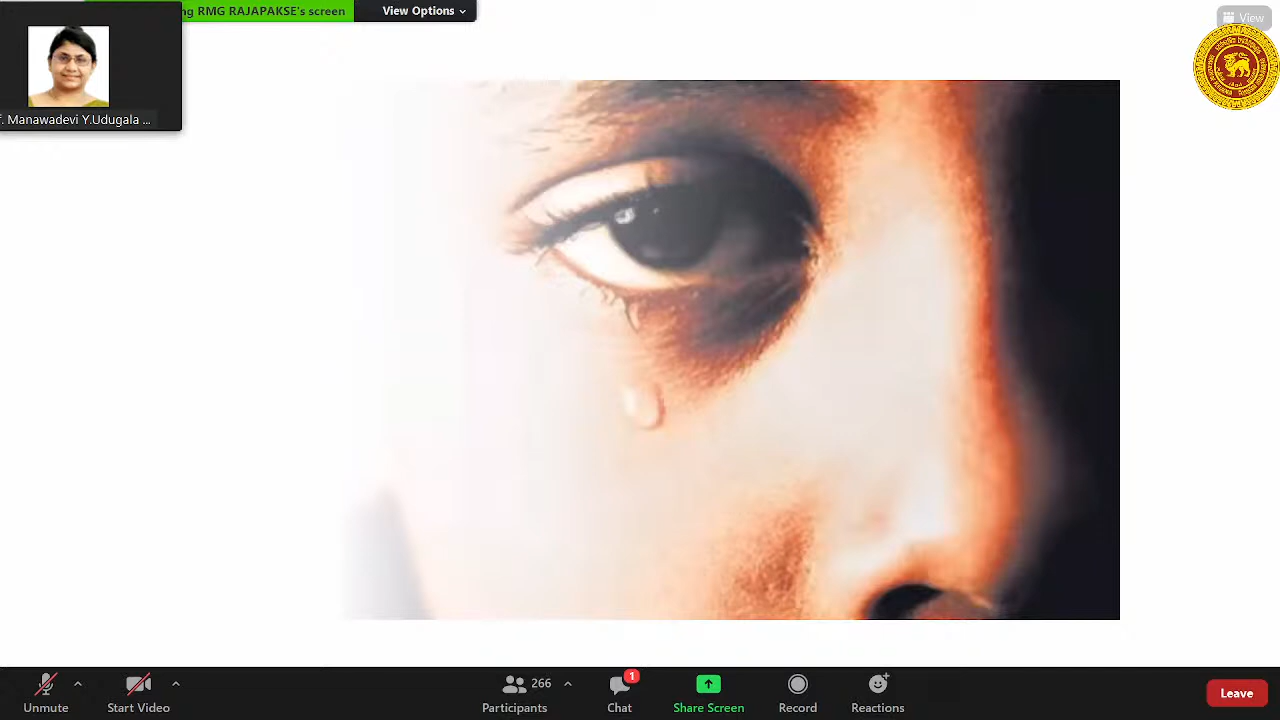 ng RMG RAJAPAKSE's screen
View Options
View
f. Manawadevi Y.Udugala ...
Unmute
Start Video
266
Participants
1
Chat
Share Screen
Record
Reactions
Leave